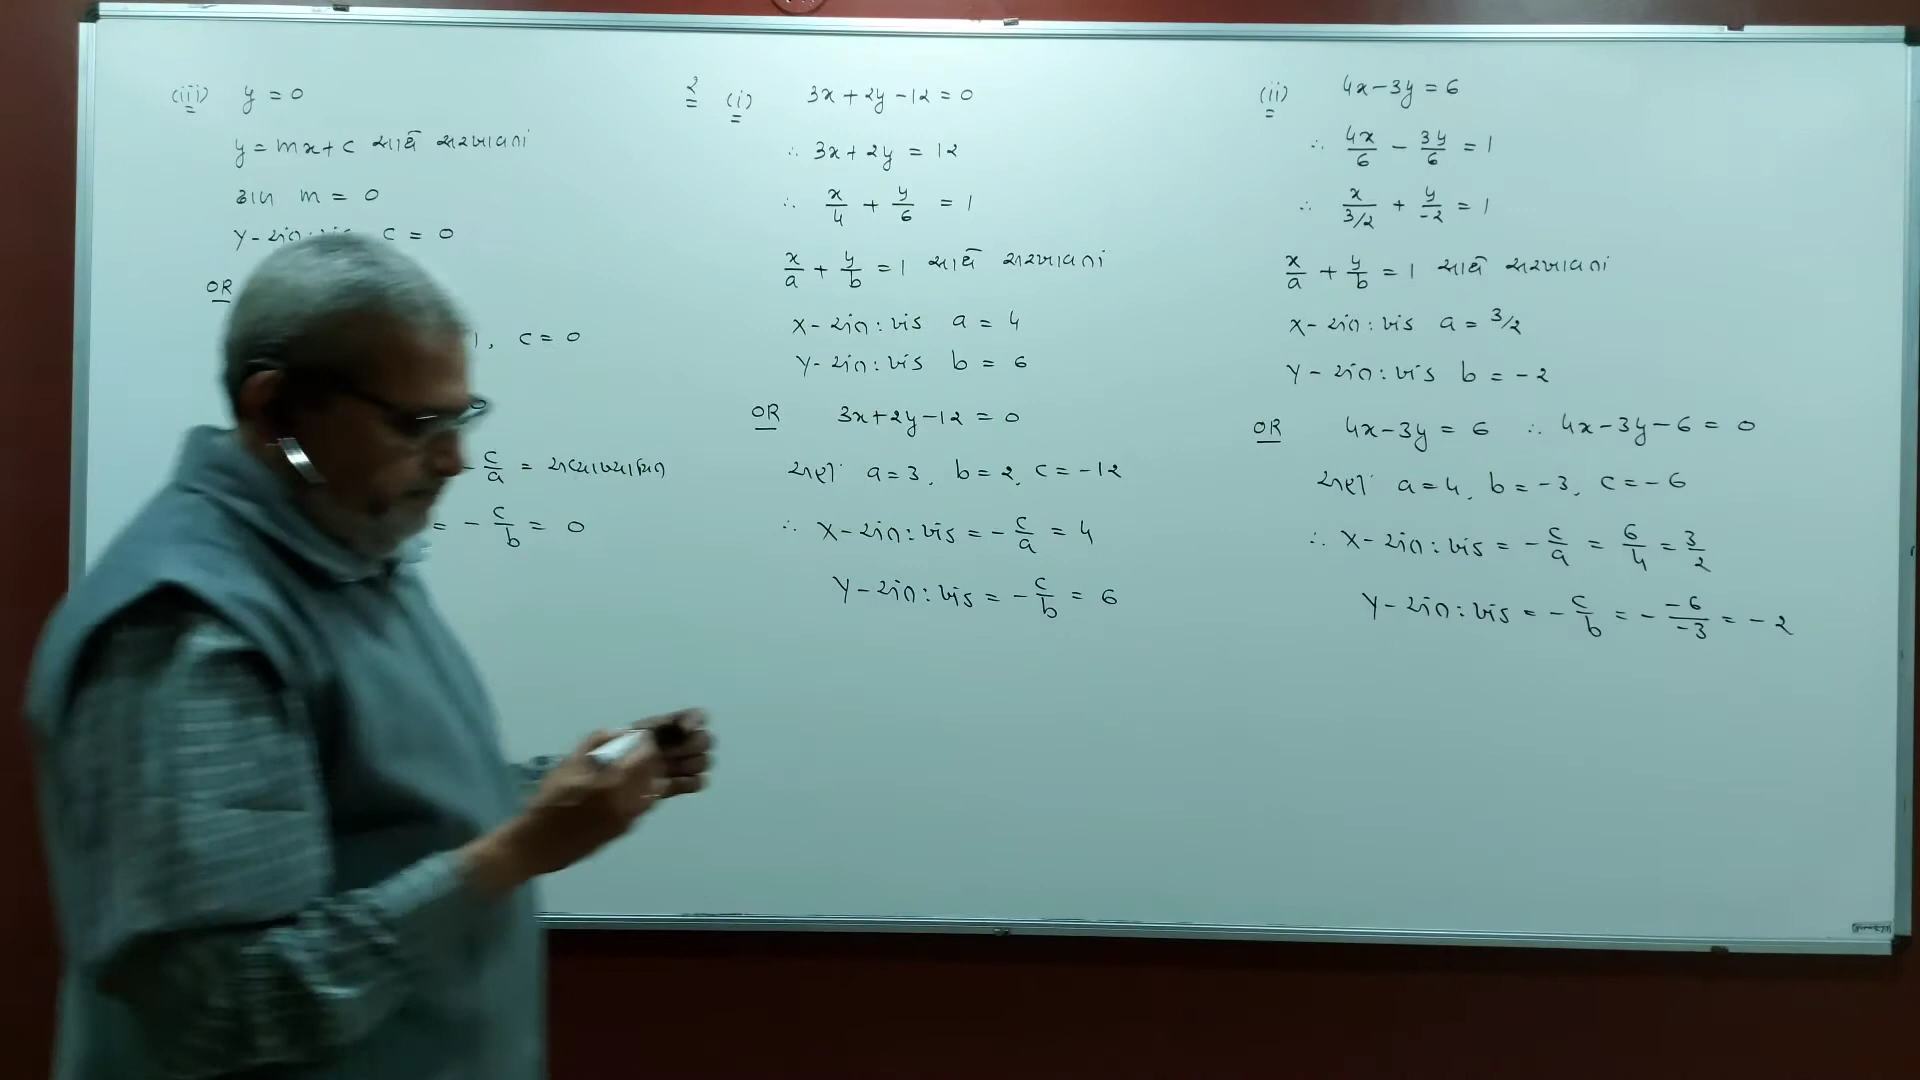 (iii) y = 0
y = mx + c સાથે સરખાવતાં
ઢાળ m = 0
c = 0
OR
, c = 0
- c/a = અવ્યાખ્યાયિત
= - c/b = 0
2 (i) 3x + 2y - 12 = 0
∴ 3x + 2y = 12
∴ x/4 + y/6 = 1
x/a + y/b = 1 સાથે સરખાવતાં
X - અંત:ખંડ a = 4
Y - અંત:ખંડ b = 6
OR 3x + 2y - 12 = 0
અહીં a = 3, b = 2, c = -12
∴ X - અંત:ખંડ = - c/a = 4
Y - અંત:ખંડ = - c/b = 6
(ii) 4x - 3y = 6
∴ 4x/6 - 3y/6 = 1
∴ x/3/2 + y/-2 = 1
x/a + y/b = 1 સાથે સરખાવતાં
X - અંત:ખંડ a = 3/2
Y - અંત:ખંડ b = -2
OR 4x - 3y = 6 ∴ 4x - 3y - 6 = 0
અહીં a = 4, b = -3, c = -6
∴ X - અંત:ખંડ = - c/a = 6/4 = 3/2
Y - અંત:ખંડ = - c/b = - -6/-3 = -2